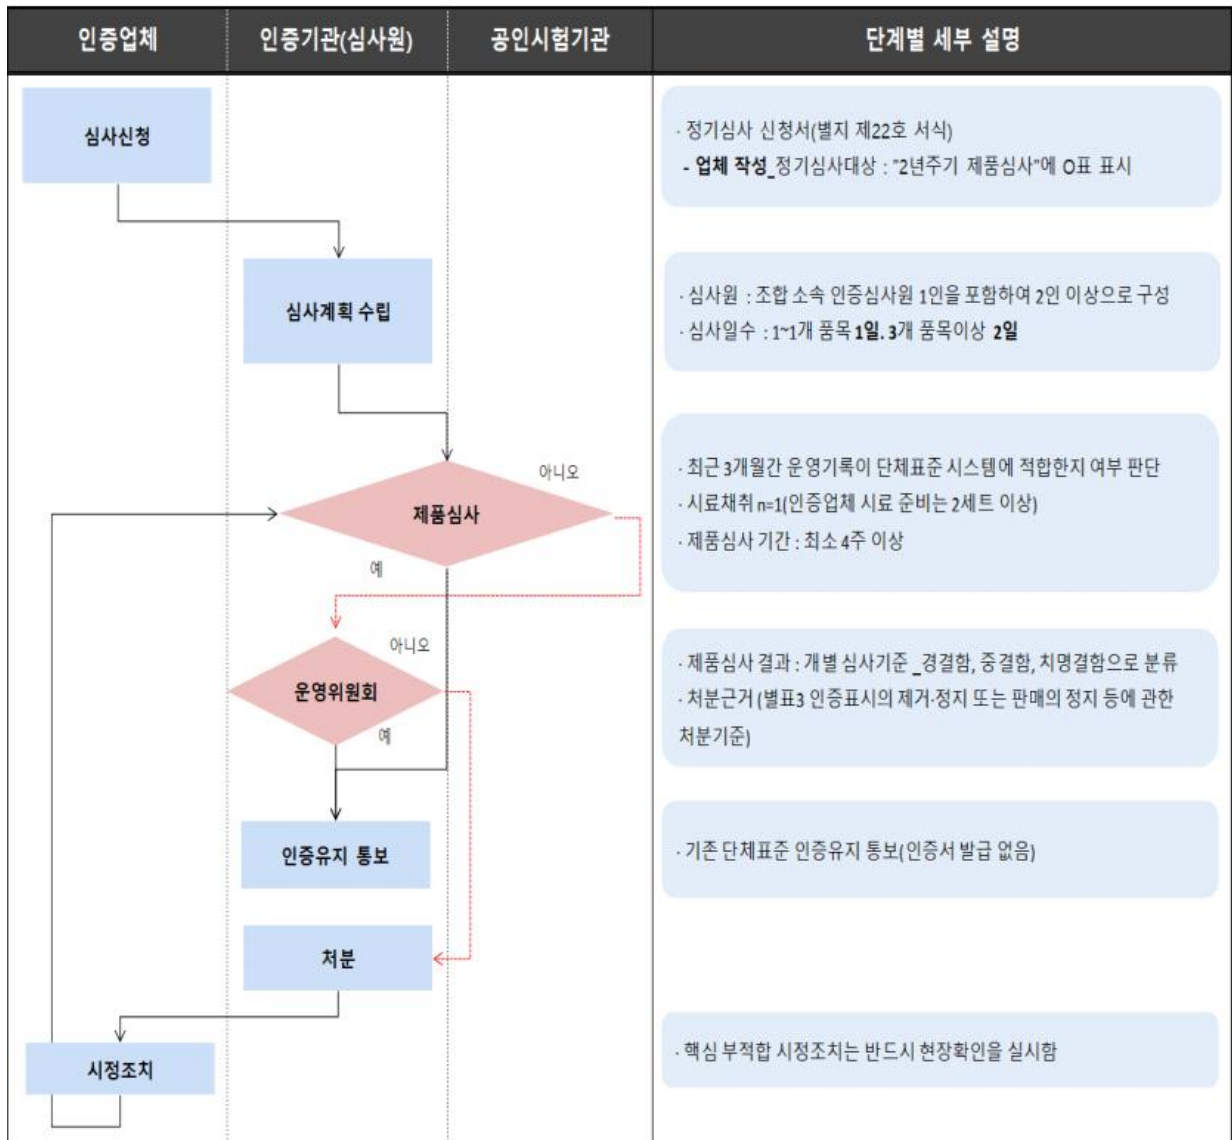 인증업체 인증기관(심사원) 공인시험기관 단계별 세부 설명
심사신청
· 정기심사 신청서(별지 제22호 서식)
- 업체 작성_정기심사대상 : "2년주기 제품심사"에 O표 표시
심사계획 수립
· 심사원 : 조합 소속 인증심사원 1인을 포함하여 2인 이상으로 구성
· 심사일수 : 1~1개 품목 1일. 3개 품목이상 2일
아니오
제품심사
예
· 최근 3개월간 운영기록이 단체표준 시스템에 적합한지 여부 판단
· 시료채취 n=1(인증업체 시료 준비는 2세트 이상)
· 제품심사 기간 : 최소 4주 이상
아니오
운영위원회
예
· 제품심사 결과 : 개별 심사기준 _경결함, 중결함, 치명결함으로 분류
· 처분근거 (별표3 인증표시의 제거·정지 또는 판매의 정지 등에 관한
처분기준)
인증유지 통보
· 기존 단체표준 인증유지 통보(인증서 발급 없음)
처분
시정조치
· 핵심 부적합 시정조치는 반드시 현장확인을 실시함